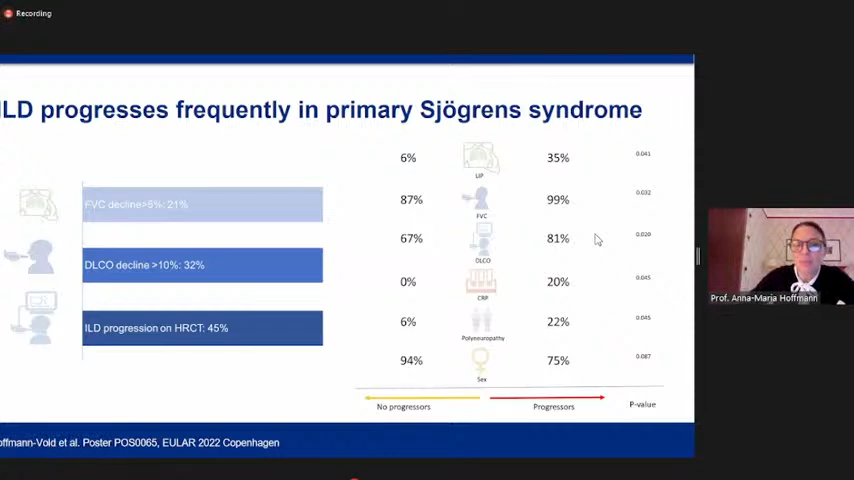 Recording
ILD progresses frequently in primary Sjögrens syndrome
FVC decline>5%: 21%
DLCO decline >10%: 32%
ILD progression on HRCT: 45%
6% 35% 0.041
LIP
87% 99% 0.032
FVC
67% 81% 0.020
DLCO
0% 20% 0.045
CRP
6% 22% 0.045
Polyneuropathy
94% 75% 0.087
Sex
No progressors Progressors P-value
offmann-Vold et al. Poster POS0065, EULAR 2022 Copenhagen
Prof. Anna-Maria Hoffmann